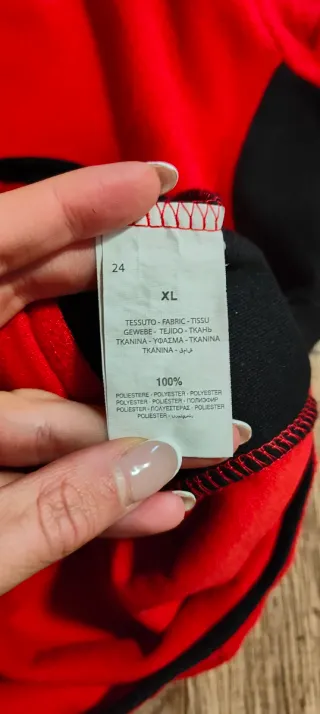 24
XL
TESSUTO - FABRIC - TISSU
GEWEBE - TEJIDO - ТКАНЬ
TKANINA - ΥΦΑΣΜΑ - TKANINA
TKANINA -
100%
POLIESTERE - POLYESTER - POLYESTER
POLYESTER - POLIÉSTER - ПОЛИЭФИР
POLIESTER - ΠΟΛΥΕΣΤΕΡΑΣ - POLIESTER
POLIESTER -